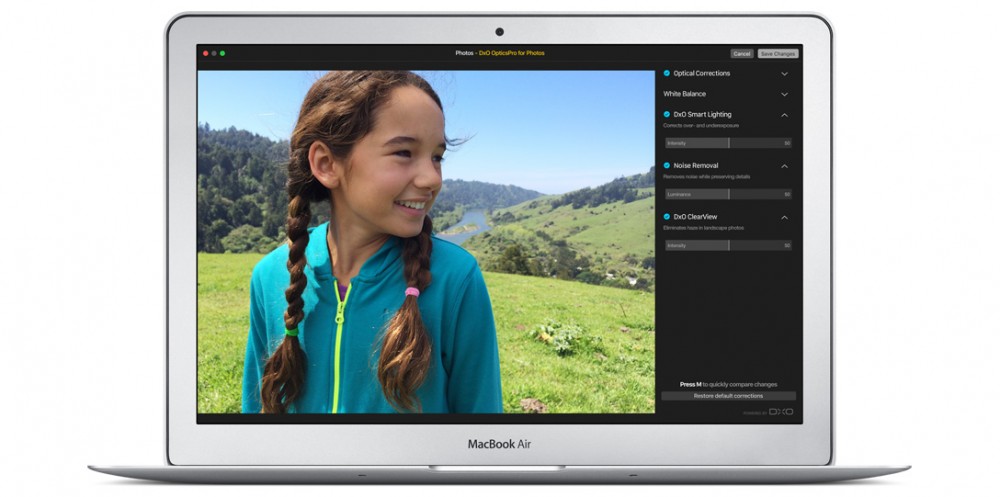 Photos – DxO OpticsPro for Photos
Cancel
Save Changes
Optical Corrections
White Balance
DxO Smart Lighting
Corrects over- and underexposure
Intensity 50
Noise Removal
Removes noise while preserving details
Luminance 50
DxO ClearView
Eliminates haze in landscape photos
Intensity 50
Press M to quickly compare changes
Restore default corrections
POWERED BY DxO
MacBook Air